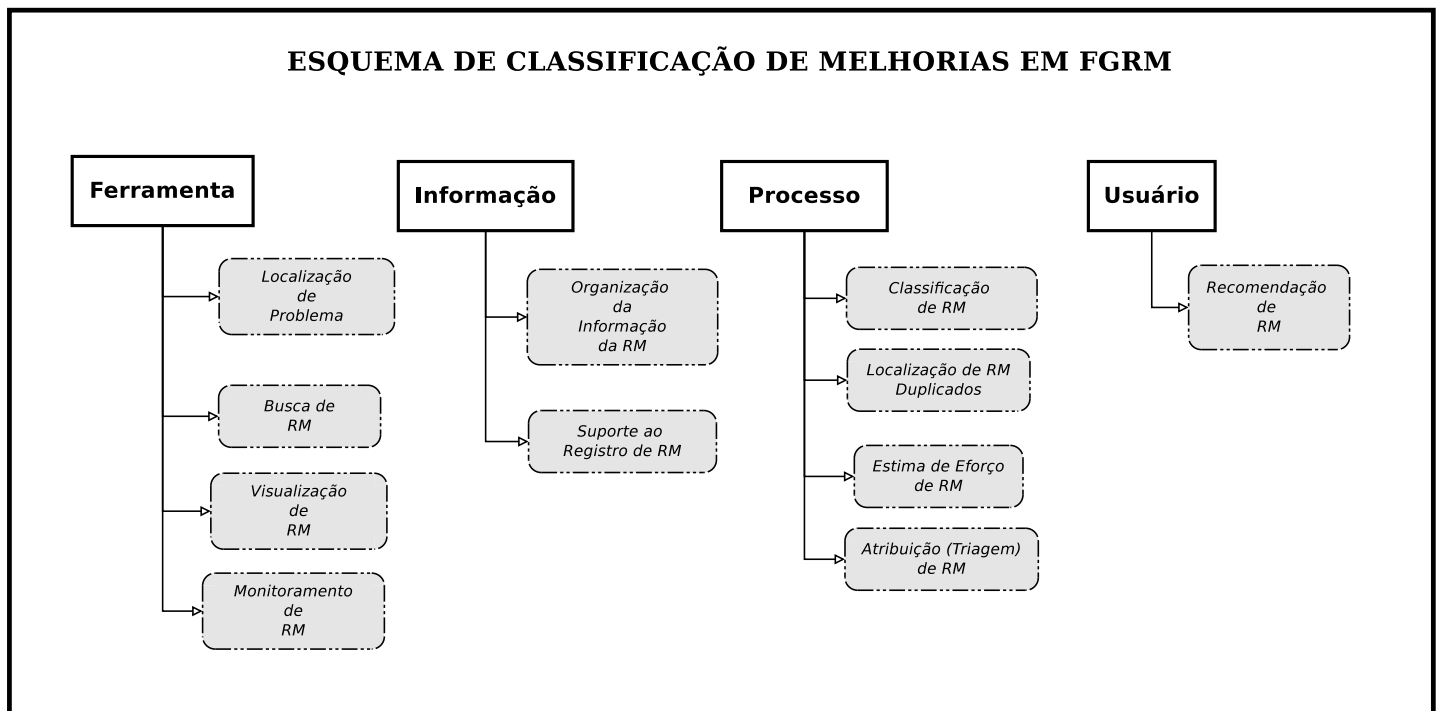 ESQUEMA DE CLASSIFICAÇÃO DE MELHORIAS EM FGRM
Ferramenta
Localização
de
Problema
Busca de
RM
Visualização
de
RM
Monitoramento
de
RM
Informação
Organização
da
Informação
da RM
Suporte ao
Registro de RM
Processo
Classificação
de RM
Localização de RM
Duplicados
Estima de Eforço
de RM
Atribuição (Triagem)
de RM
Usuário
Recomendação
de
RM